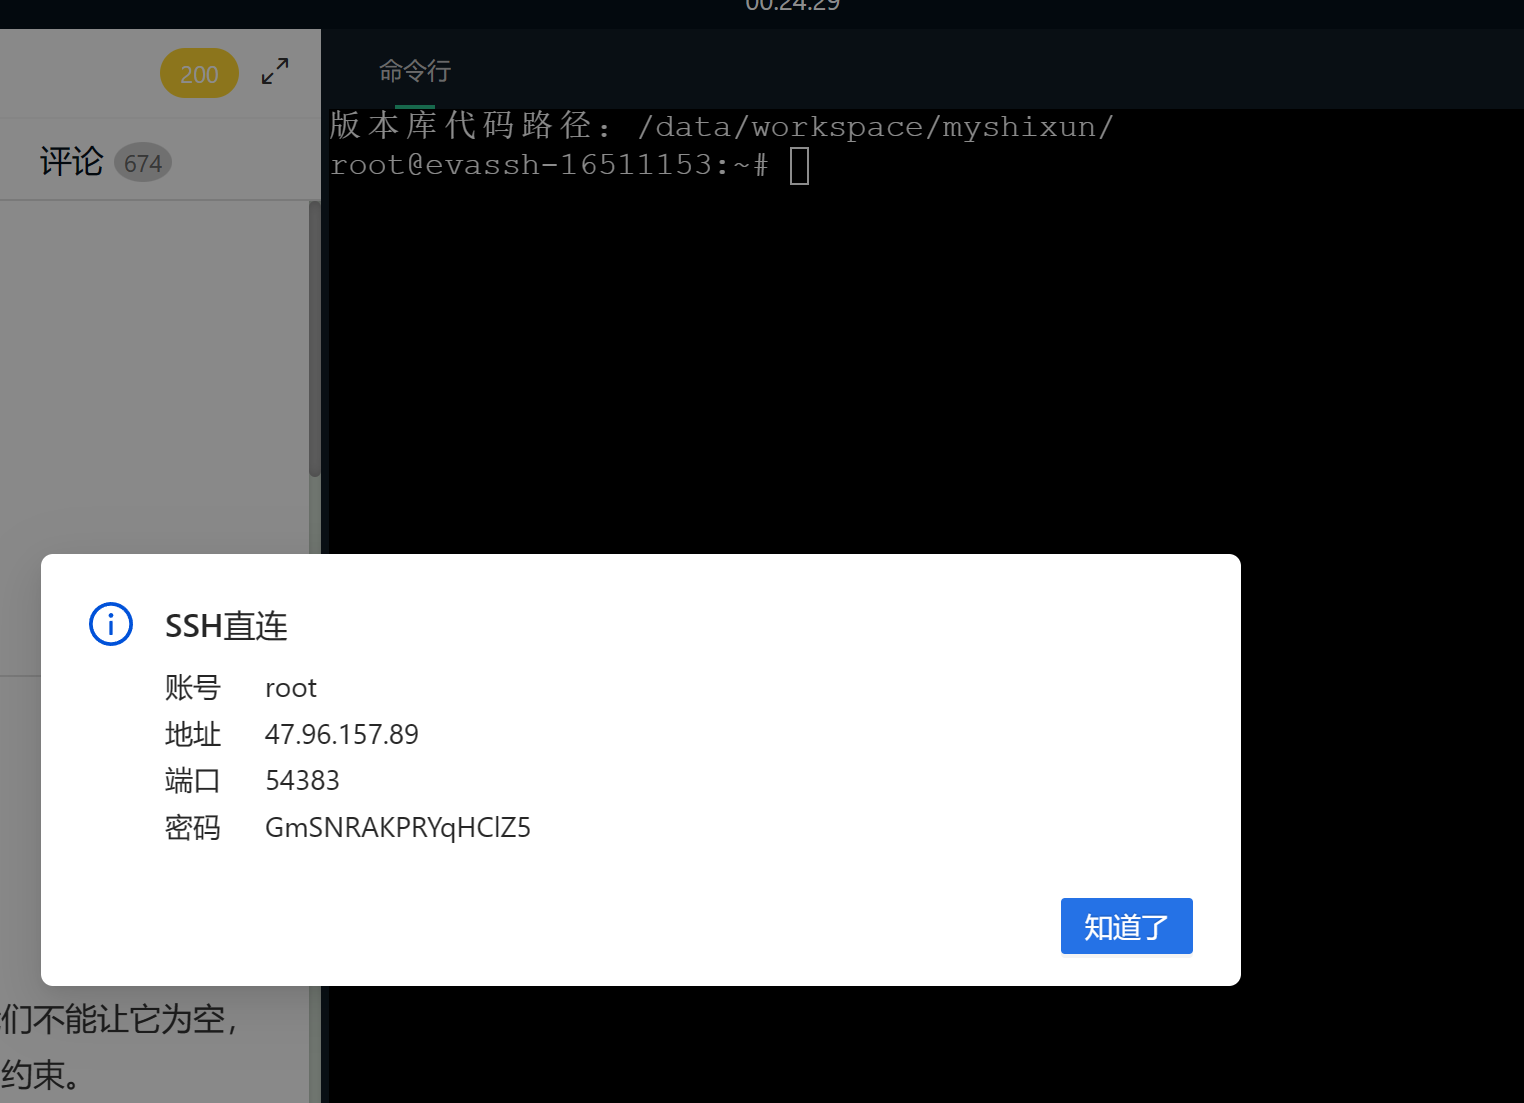 00:24:29
200
命令行
评论 674
版本库代码路径：/data/workspace/myshixun/
root@evassh-16511153:~#
SSH直连
账号 root
地址 47.96.157.89
端口 54383
密码 GmSNRAKPRYqHClZ5
知道了
们不能让它为空，
约束。